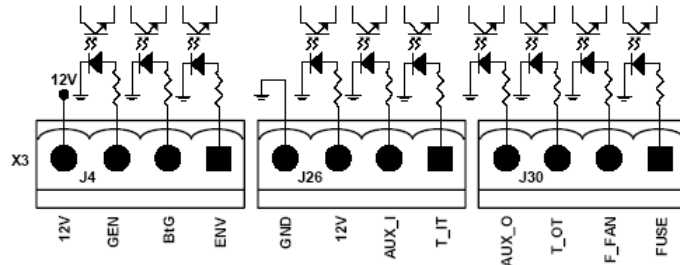 12V
X3
J4
J26
J30
12V
GEN
BtG
ENV
GND
12V
AUX_I
T_IT
AUX_O
T_OT
F_FAN
FUSE